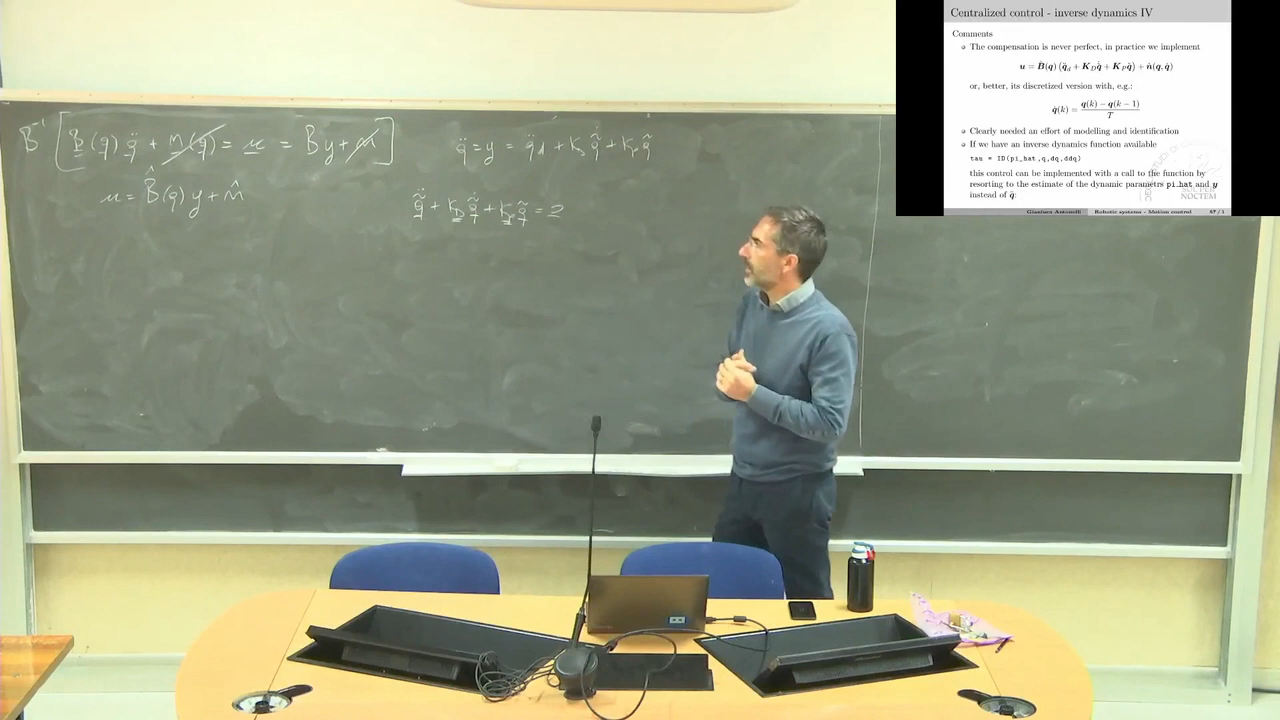 B⁻¹ [B(q) q̈ + n(q̇) = u = By + n]
u = B̂(q) y + n̂
q̈ = y = q̈d + KD q̃̇ + KP q̃
q̃̈ + KD q̃̇ + KP q̃ = 0
Centralized control - inverse dynamics IV
Comments
The compensation is never perfect, in practice we implement
u = B̂(q) (q̈d + KD q̃̇ + KP q̃) + n̂(q, q̇)
or, better, its discretized version with, e.g.:
q̇(k) = q(k) − q(k − 1) / T
Clearly needed an effort of modelling and identification
If we have an inverse dynamics function available
tau = ID(pi_hat,q,dq,ddq)
this control can be implemented with a call to the function by
resorting to the estimate of the dynamic parametrs pi_hat and y
instead of q̈:
NOCTEM
Gianluca Antonelli Robotic systems - Motion control 57 / 1